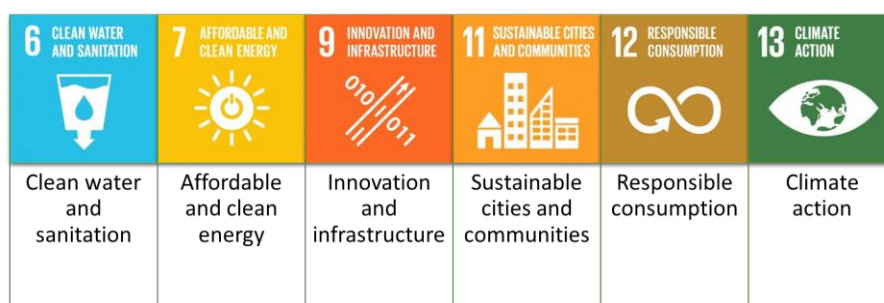 6 CLEAN WATER
AND SANITATION
7 AFFORDABLE AND
CLEAN ENERGY
9 INNOVATION AND
INFRASTRUCTURE
010
011
11 SUSTAINABLE CITIES
AND COMMUNITIES
12 RESPONSIBLE
CONSUMPTION
13 CLIMATE
ACTION
Clean water
and
sanitation
Affordable
and clean
energy
Innovation
and
infrastructure
Sustainable
cities and
communities
Responsible
consumption
Climate
action